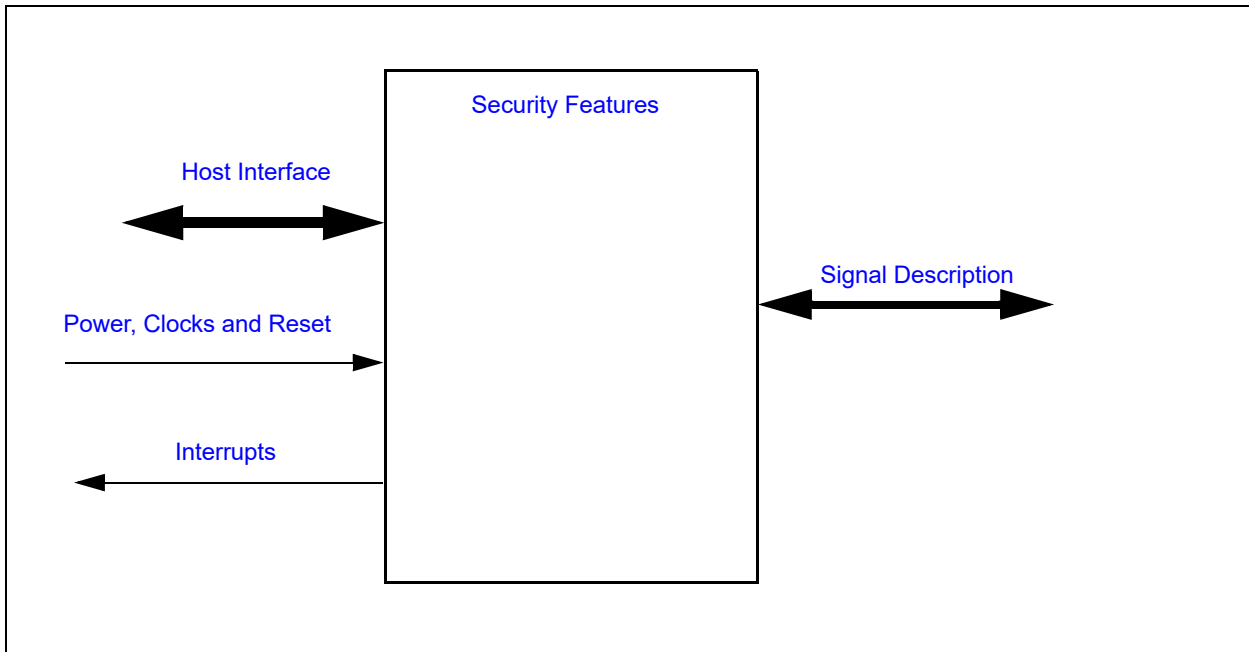 Security Features
Host Interface
Signal Description
Power, Clocks and Reset
Interrupts